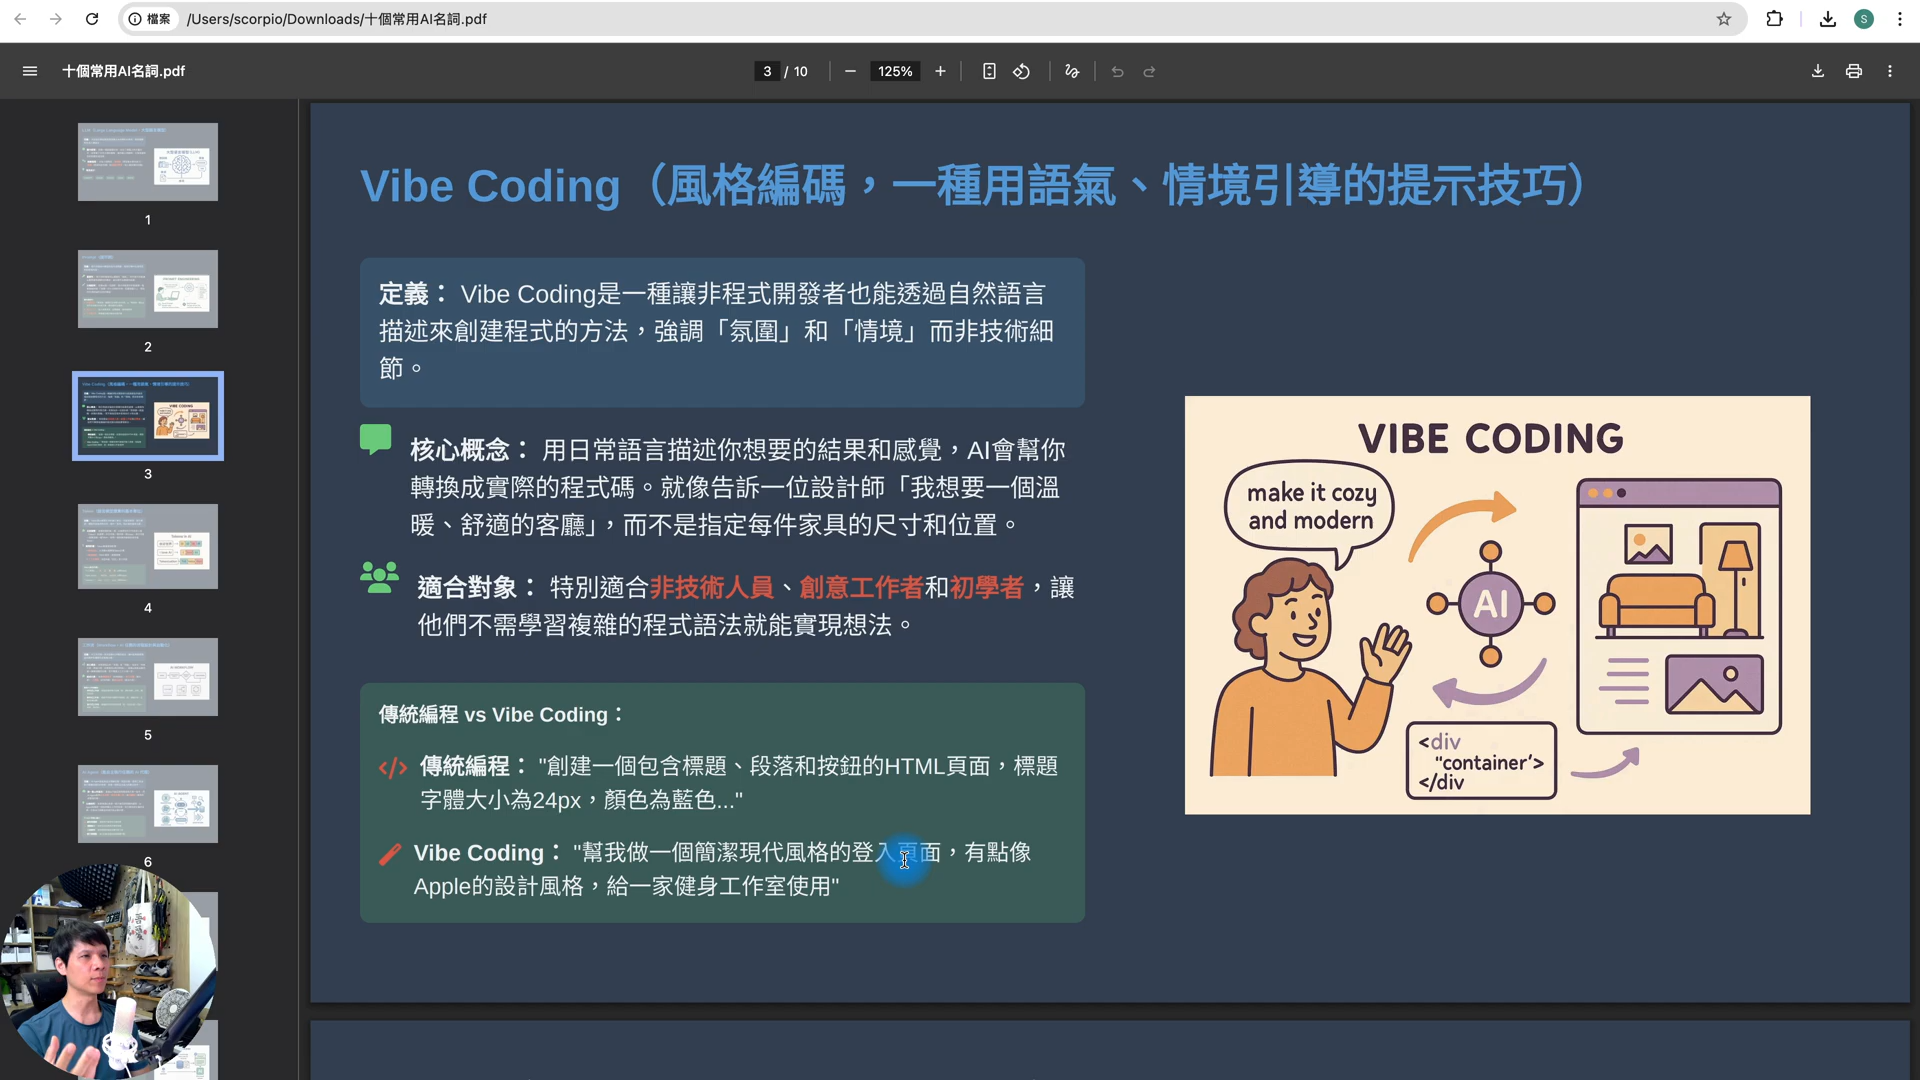 檔案
/Users/scorpio/Downloads/十個常用AI名詞.pdf
S
十個常用AI名詞.pdf
3 / 10
125%
1
2
3
4
5
6
Vibe Coding（風格編碼，一種用語氣、情境引導的提示技巧）
定義： Vibe Coding是一種讓非程式開發者也能透過自然語言
描述來創建程式的方法，強調「氛圍」和「情境」而非技術細
節。
核心概念： 用日常語言描述你想要的結果和感覺，AI會幫你
轉換成實際的程式碼。就像告訴一位設計師「我想要一個溫
暖、舒適的客廳」，而不是指定每件家具的尺寸和位置。
適合對象： 特別適合非技術人員、創意工作者和初學者，讓
他們不需學習複雜的程式語法就能實現想法。
傳統編程 vs Vibe Coding：
傳統編程： "創建一個包含標題、段落和按鈕的HTML頁面，標題
字體大小為24px，顏色為藍色..."
Vibe Coding： "幫我做一個簡潔現代風格的登入頁面，有點像
Apple的設計風格，給一家健身工作室使用"
VIBE CODING
make it cozy
and modern
AI
<div
"container'>
</div